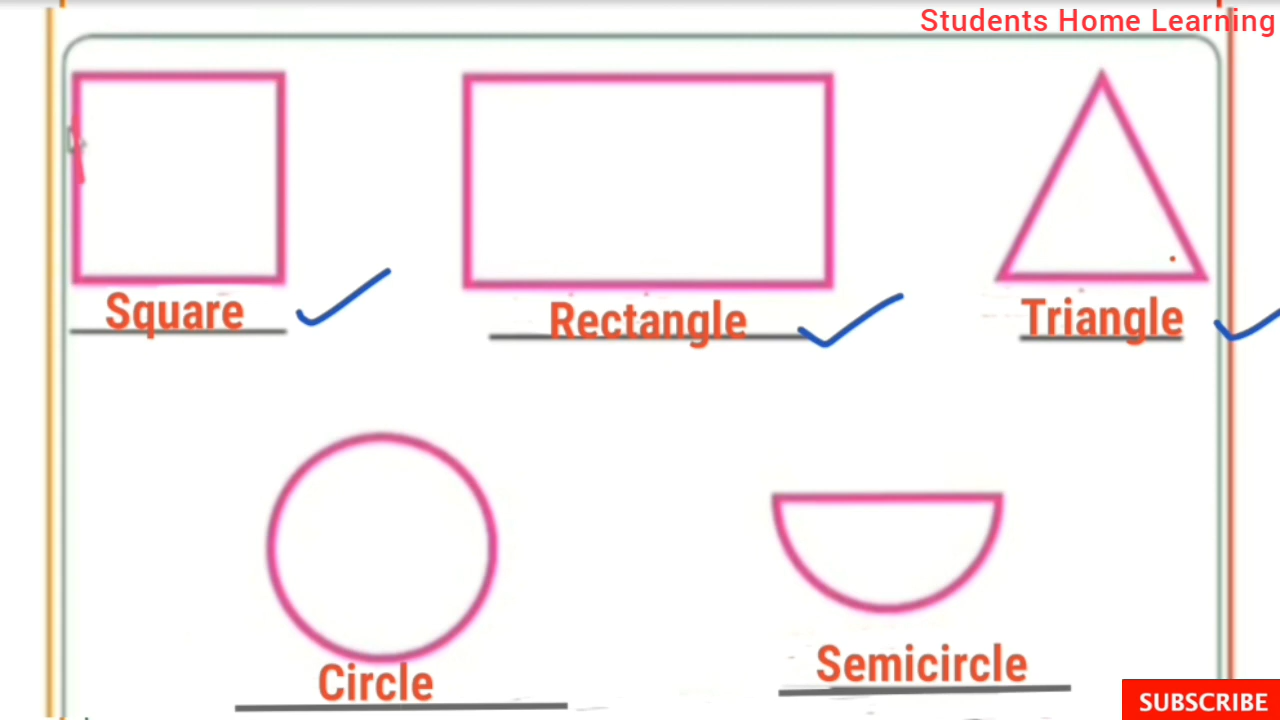 Students Home Learning
Square
Rectangle
Triangle
Circle
Semicircle
SUBSCRIBE